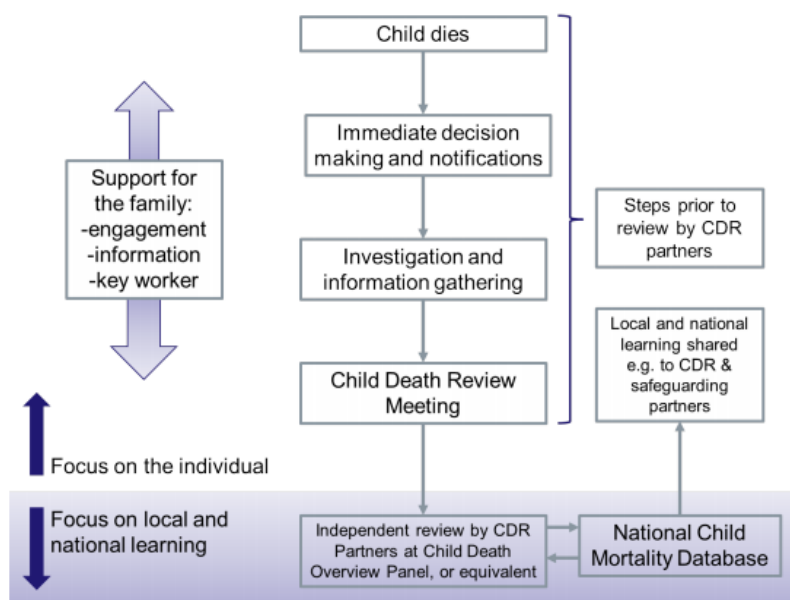 Child dies
Immediate decision
making and notifications
Support for
the family:
-engagement
-information
-key worker
Steps prior to
review by CDR
partners
Investigation and
information gathering
Local and national
learning shared
e.g. to CDR &
safeguarding
partners
Child Death Review
Meeting
Focus on the individual
Focus on local and
national learning
Independent review by CDR
Partners at Child Death
Overview Panel, or equivalent
National Child
Mortality Database